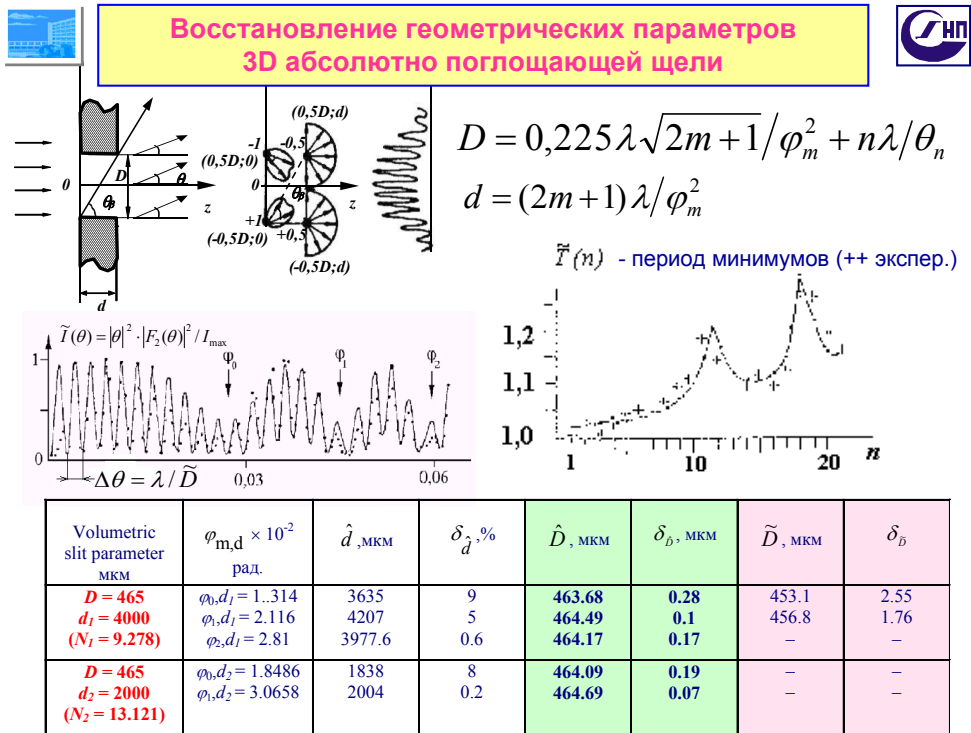 Восстановление геометрических параметров
3D абсолютно поглощающей щели
НП
(0,5D;d)
-1 -0,5
(0,5D;0)
0 D θ z
0 z
+1 +0,5
(-0,5D;0)
(-0,5D;d)
d
D = 0,225λ√(2m+1)/φ²ₘ + nλ/θₙ
d = (2m+1)λ/φ²ₘ
T̃(n) - период минимумов (++ экспер.)
1,2
1,1
1,0
1 10 20 n
Ĩ(θ) = |θ|² · |F₂(θ)|² / Iₘₐₓ
φ₀ φ₁ φ₂
1
0
Δθ = λ / D̃ 0,03 0,06
Volumetric slit parameter мкм
φm,d × 10⁻² рад.
d̂ ,мкм
δd̂ ,%
D̂ , мкм
δD̂ , мкм
D̃ , мкм
δD̃
D = 465 φ₀,d₁ = 1..314 3635 9 463.68 0.28 453.1 2.55
d₁ = 4000 φ₁,d₁ = 2.116 4207 5 464.49 0.1 456.8 1.76
(N₁ = 9.278) φ₂,d₁ = 2.81 3977.6 0.6 464.17 0.17 – –
D = 465 φ₀,d₂ = 1.8486 1838 8 464.09 0.19 – –
d₂ = 2000 φ₁,d₂ = 3.0658 2004 0.2 464.69 0.07 – –
(N₂ = 13.121)